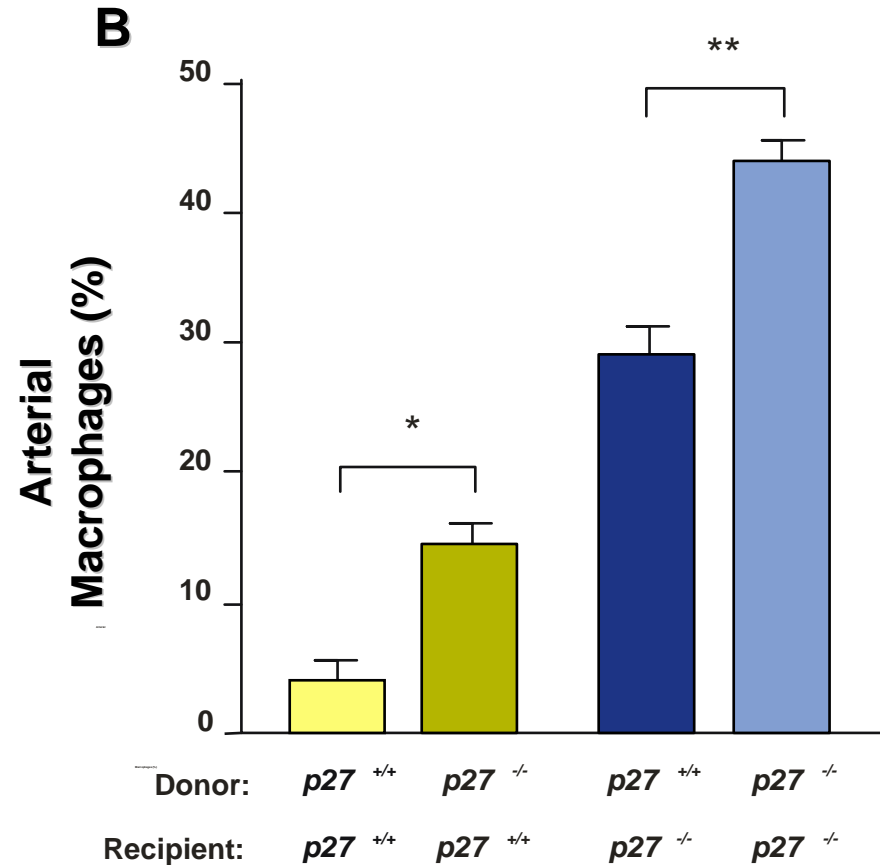 B
**
50
40
30
20
10
0
*
Arterial
Macrophages (%)
Donor: p27 +/+ p27 -/- p27 +/+ p27 -/-
Recipient: p27 +/+ p27 +/+ p27 -/- p27 -/-